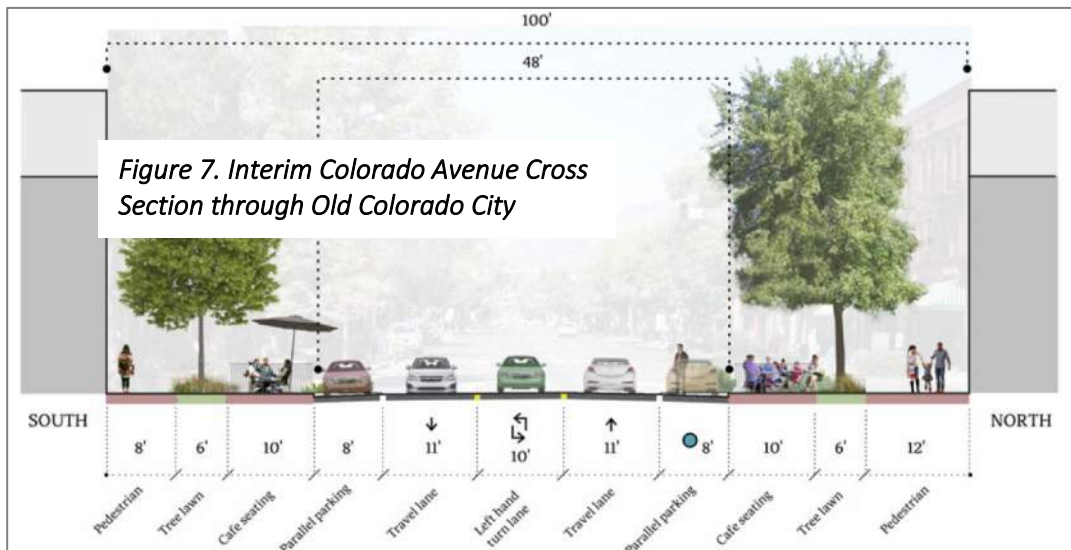 100'
48'
Figure 7. Interim Colorado Avenue Cross
Section through Old Colorado City
SOUTH
NORTH
8'
6'
10'
8'
11'
10'
11'
8'
10'
6'
12'
Pedestrian
Tree lawn
Cafe seating
Parallel parking
Travel lane
Left hand
turn lane
Travel lane
Parallel parking
Cafe seating
Tree lawn
Pedestrian